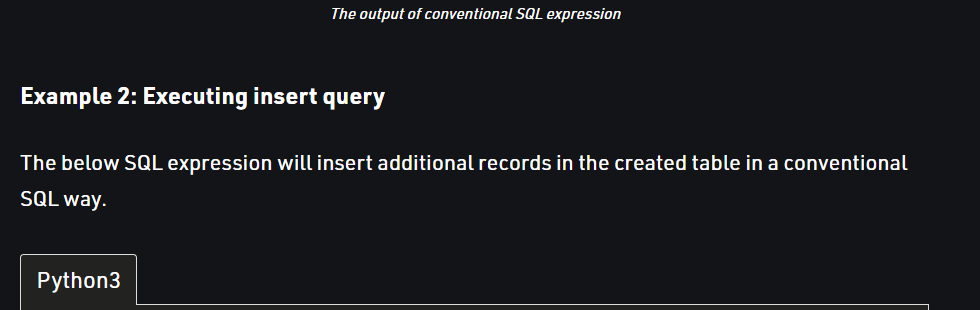 The output of conventional SQL expression
Example 2: Executing insert query
The below SQL expression will insert additional records in the created table in a conventional
SQL way.
Python3